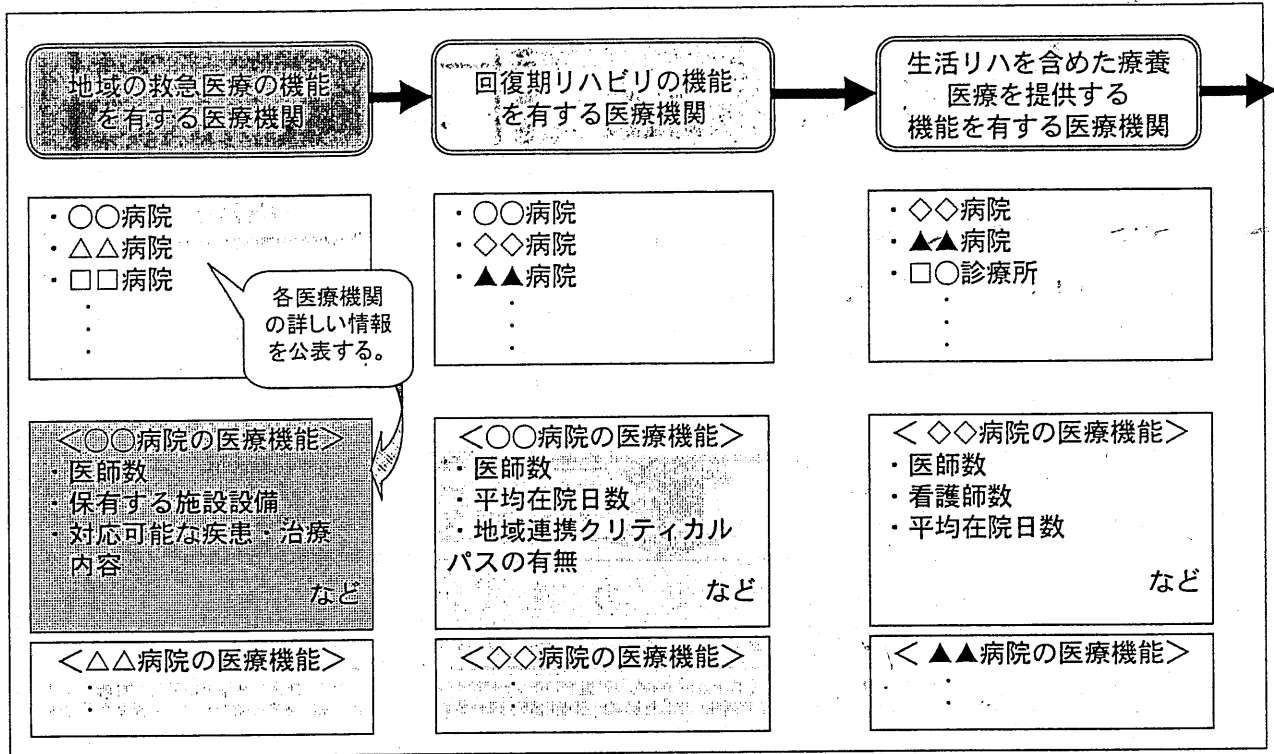 地域の救急医療の機能
を有する医療機関
回復期リハビリの機能
を有する医療機関
生活リハを含めた療養
医療を提供する
機能を有する医療機関
・○○病院
・△△病院
・□□病院
・
・
・
各医療機関
の詳しい情報
を公表する。
・○○病院
・◇◇病院
・▲▲病院
・
・
・
・◇◇病院
・▲▲病院
・□○診療所
・
・
・
<○○病院の医療機能>
・医師数
・保有する施設設備
・対応可能な疾患・治療
内容
など
<○○病院の医療機能>
・医師数
・平均在院日数
・地域連携クリティカル
パスの有無
など
< ◇◇病院の医療機能>
・医師数
・看護師数
・平均在院日数
など
<△△病院の医療機能>
・
・
<◇◇病院の医療機能>
・
・
< ▲▲病院の医療機能>
・
・